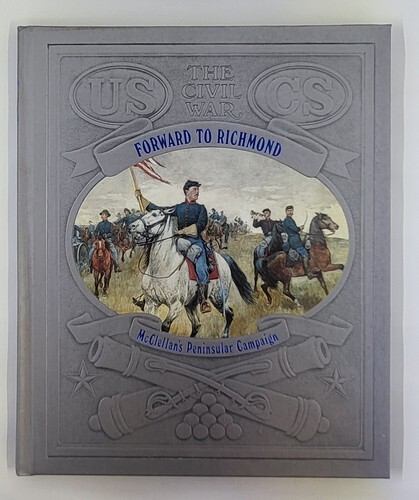 US
THE
CIVIL
WAR
CS
FORWARD TO RICHMOND
McClellan's Peninsular Campaign